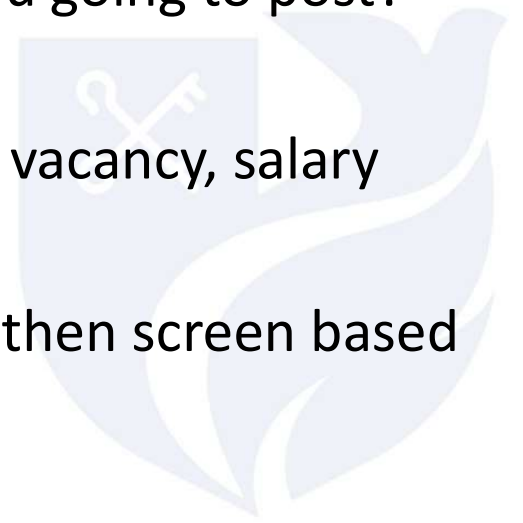 going to post?
vacancy, salary
then screen based